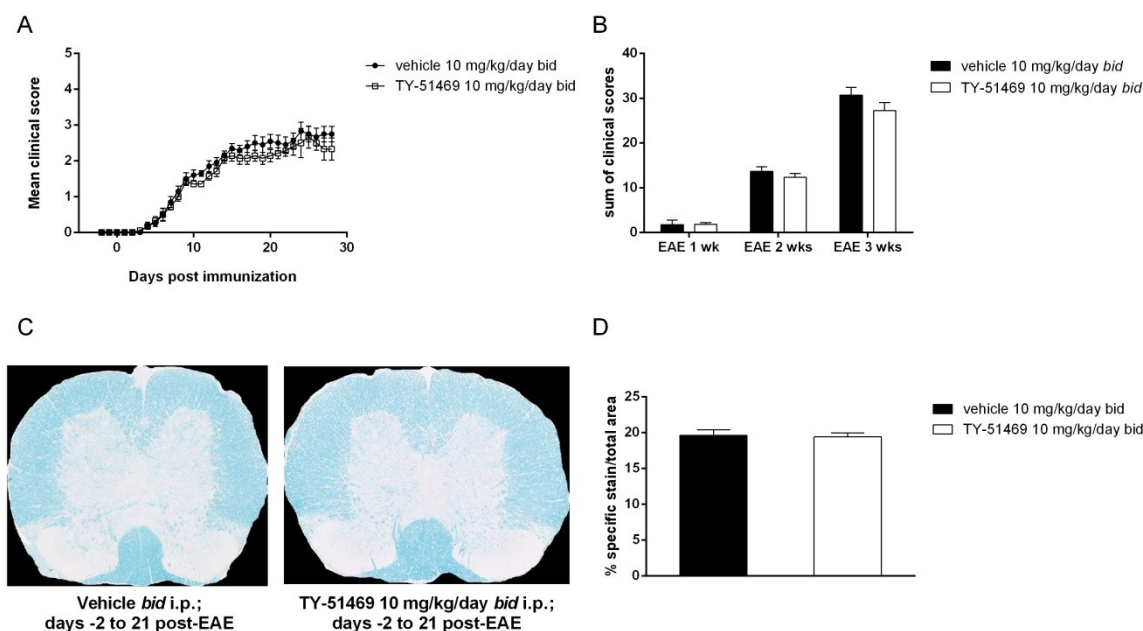 A
Mean clinical score
5
4
3
2
1
0
0 10 20 30
Days post immunization
vehicle 10 mg/kg/day bid
TY-51469 10 mg/kg/day bid
B
sum of clinical scores
40
30
20
10
0
EAE 1 wk EAE 2 wks EAE 3 wks
vehicle 10 mg/kg/day bid
TY-51469 10 mg/kg/day bid
C
Vehicle bid i.p.;
days -2 to 21 post-EAE
TY-51469 10 mg/kg/day bid i.p.;
days -2 to 21 post-EAE
D
% specific stain/total area
25
20
15
10
5
0
vehicle 10 mg/kg/day bid
TY-51469 10 mg/kg/day bid